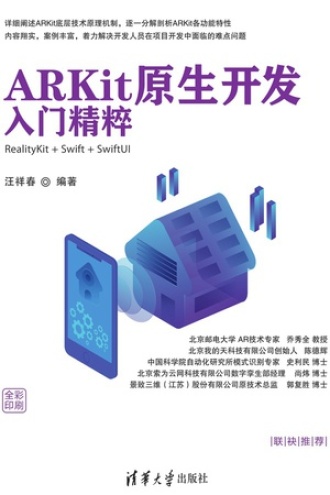 详细阐述ARKit底层技术原理机制，逐一分解剖析ARKit各功能特性
内容翔实，案例丰富，着力解决开发人员在项目开发中面临的难点问题
ARKit原生开发
入门精粹
RealityKit + Swift + SwiftUI
汪祥春 ◎ 编著
北京邮电大学 AR技术专家 乔秀全 教授
北京我的天科技有限公司创始人 陈德辉
中国科学院自动化研究所模式识别专家 史利民 博士
北京索为云网科技有限公司数字孪生部经理 尚炜 博士
景致三维（江苏）股份有限公司原技术总监 郭复胜 博士
全彩
印刷
|联|袂|推|荐|
清华大学出版社